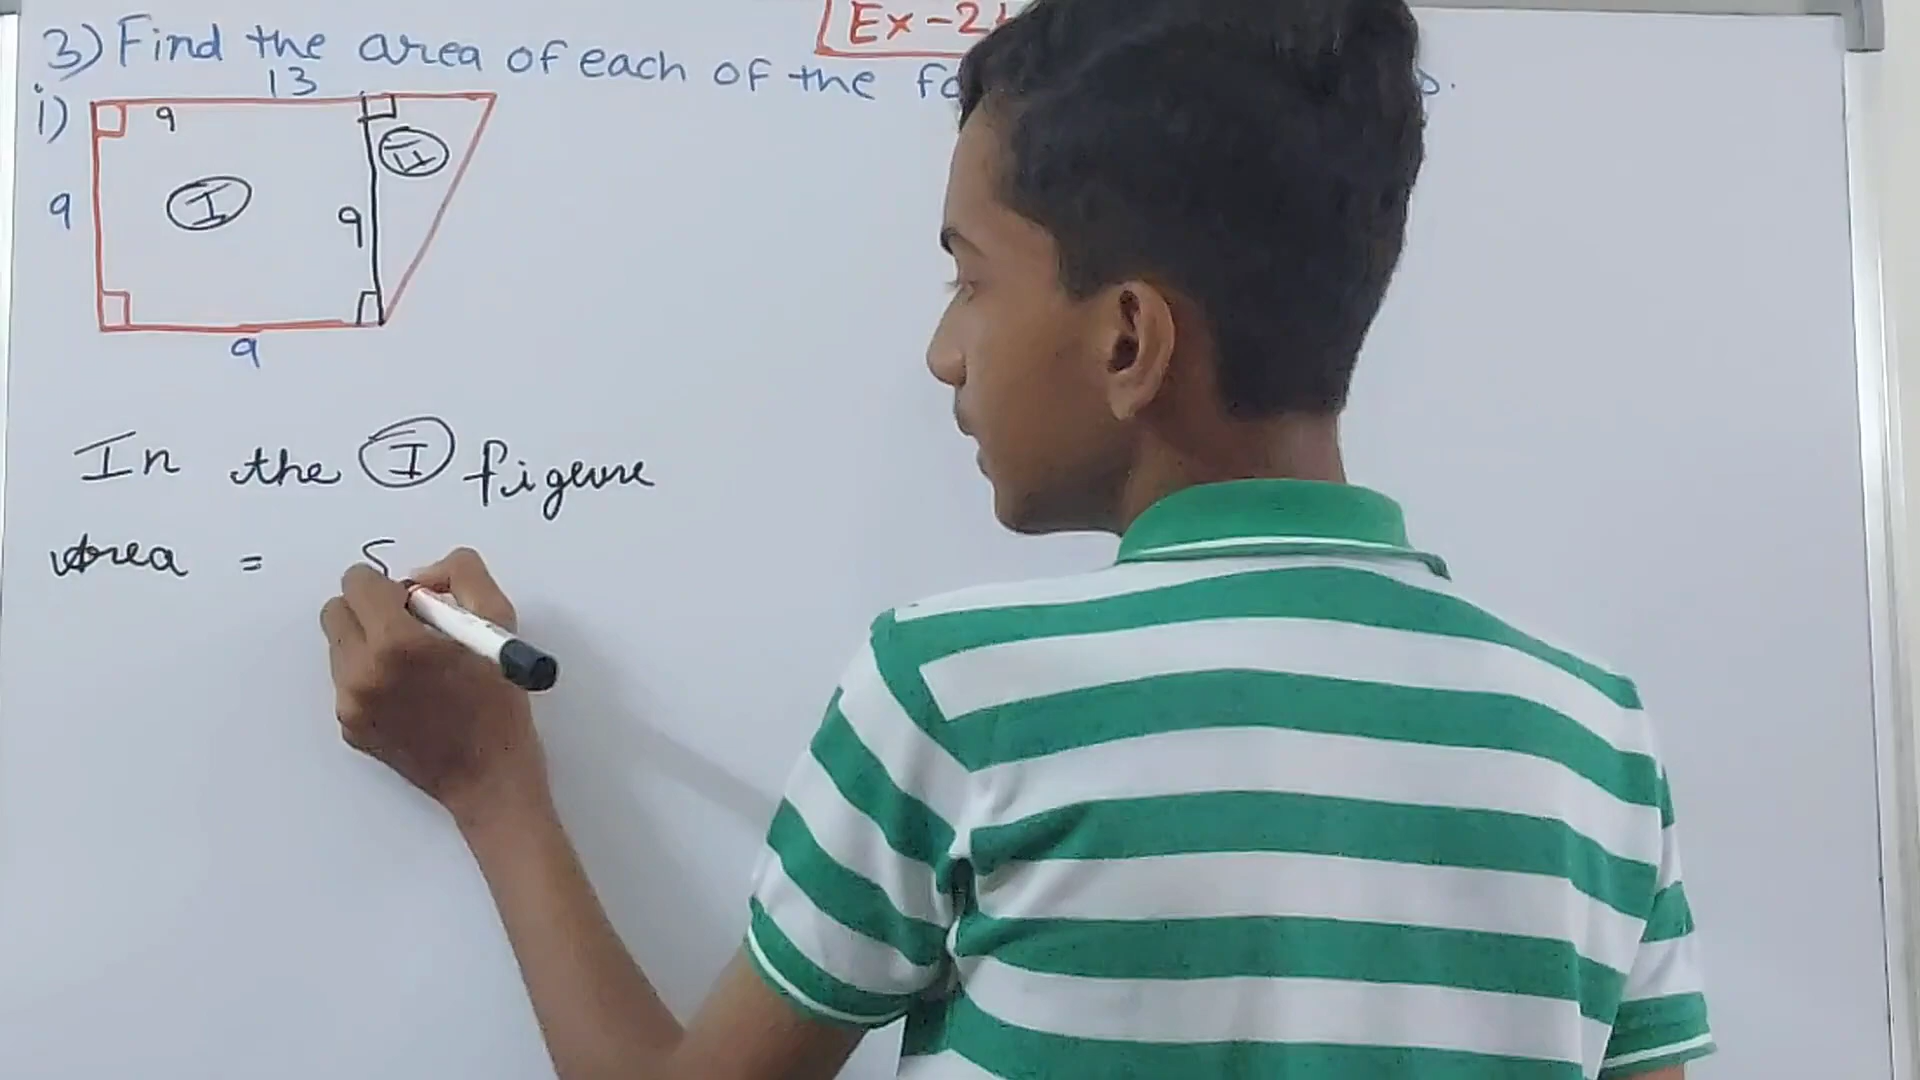 Ex-2
3) Find the area of each of the
13
i)
9
II
I
9
9
9
In the I figure
Area = S